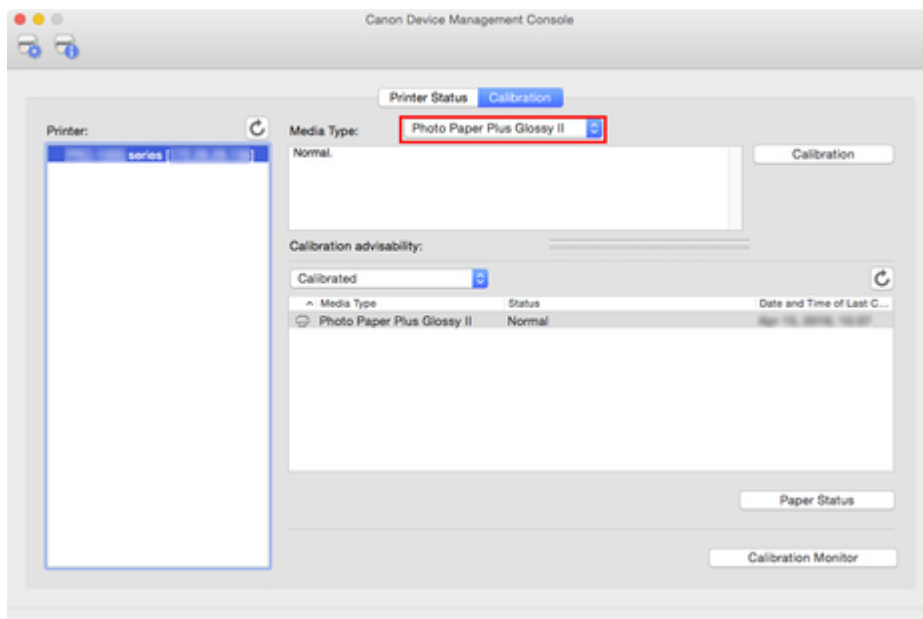 Canon Device Management Console
Printer Status Calibration
Printer:
Media Type: Photo Paper Plus Glossy II
series [ ]
Normal.
Calibration
Calibration advisability:
Calibrated
Media Type Status Date and Time of Last C...
Photo Paper Plus Glossy II Normal
Paper Status
Calibration Monitor